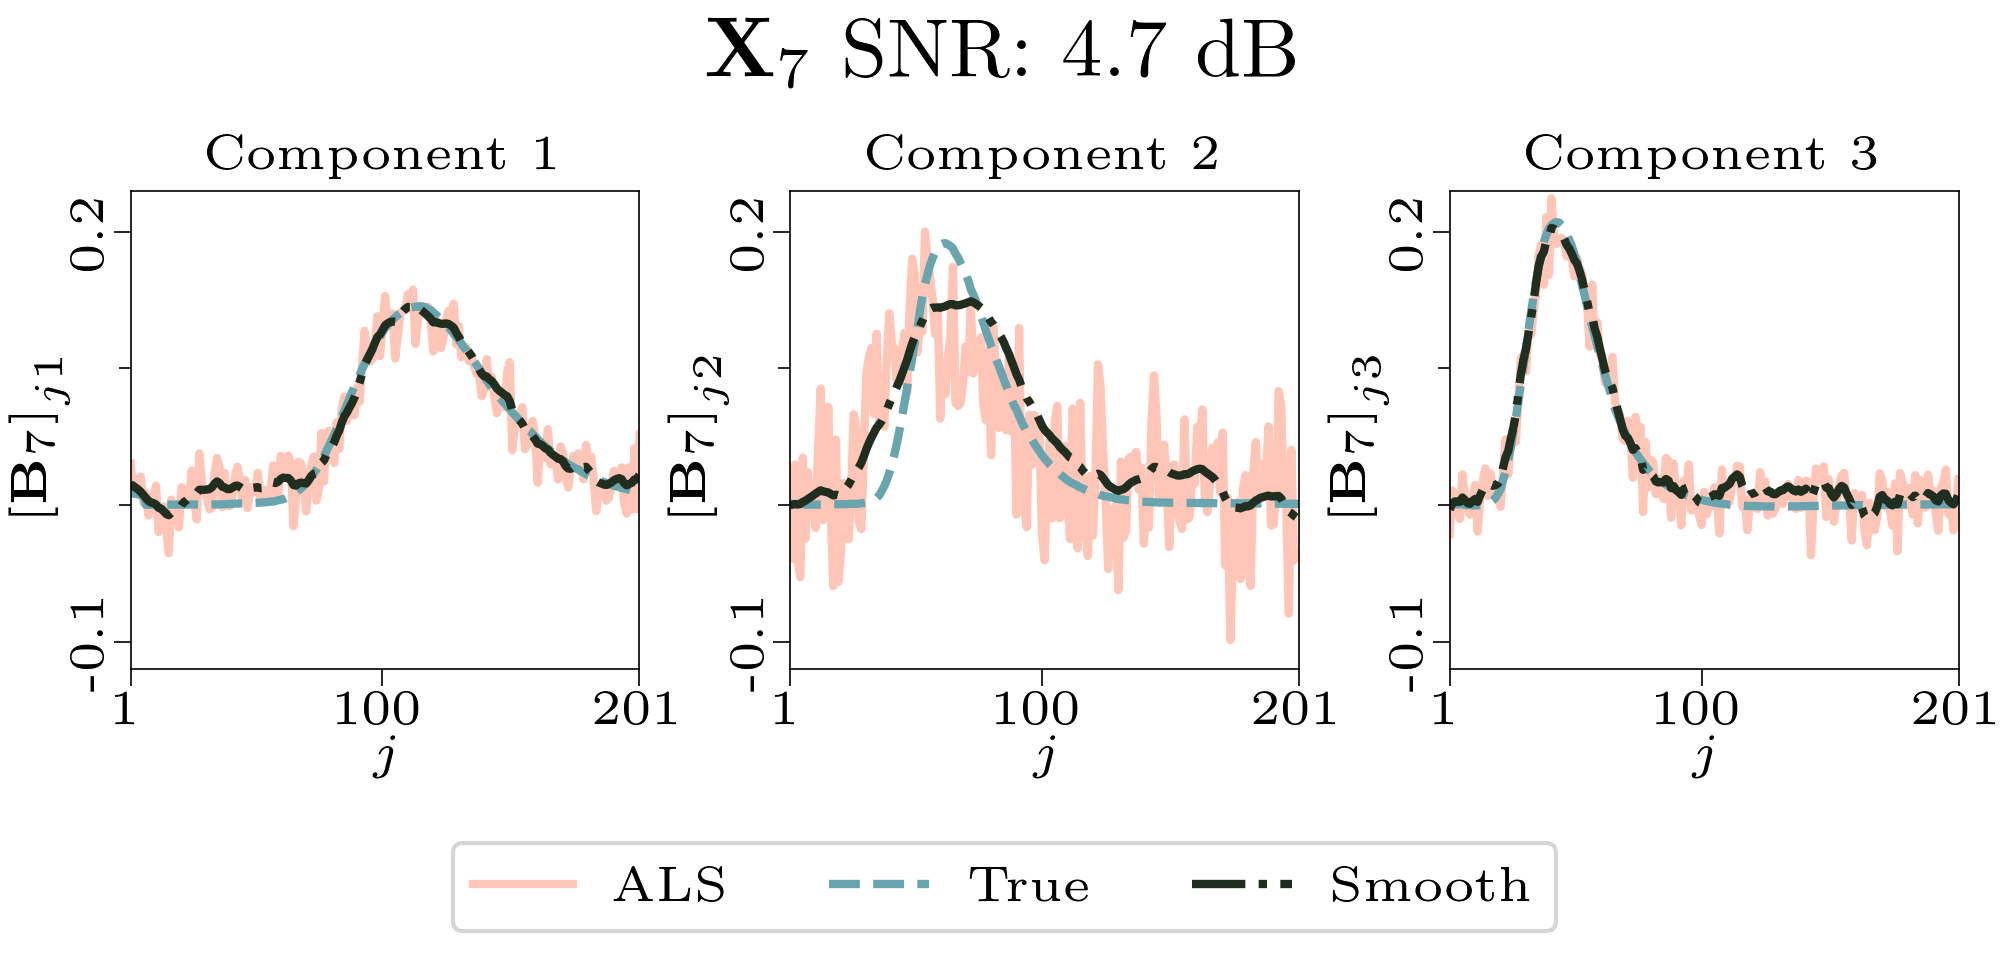 X7 SNR: 4.7 dB
Component 1
Component 2
Component 3
[B7]j1
0.2
-0.1
1
100
201
j
[B7]j2
0.2
-0.1
1
100
201
j
[B7]j3
0.2
-0.1
1
100
201
j
ALS
True
Smooth